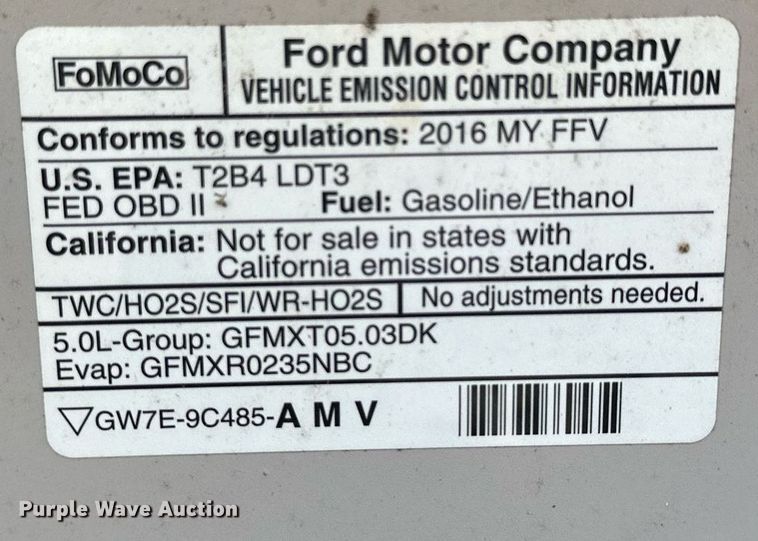 FoMoCo
Ford Motor Company
VEHICLE EMISSION CONTROL INFORMATION
Conforms to regulations: 2016 MY FFV
U.S. EPA: T2B4 LDT3
FED OBD II Fuel: Gasoline/Ethanol
California: Not for sale in states with
California emissions standards.
TWC/HO2S/SFI/WR-HO2S No adjustments needed.
5.0L-Group: GFMXT05.03DK
Evap: GFMXR0235NBC
GW7E-9C485-A M V
Purple Wave Auction